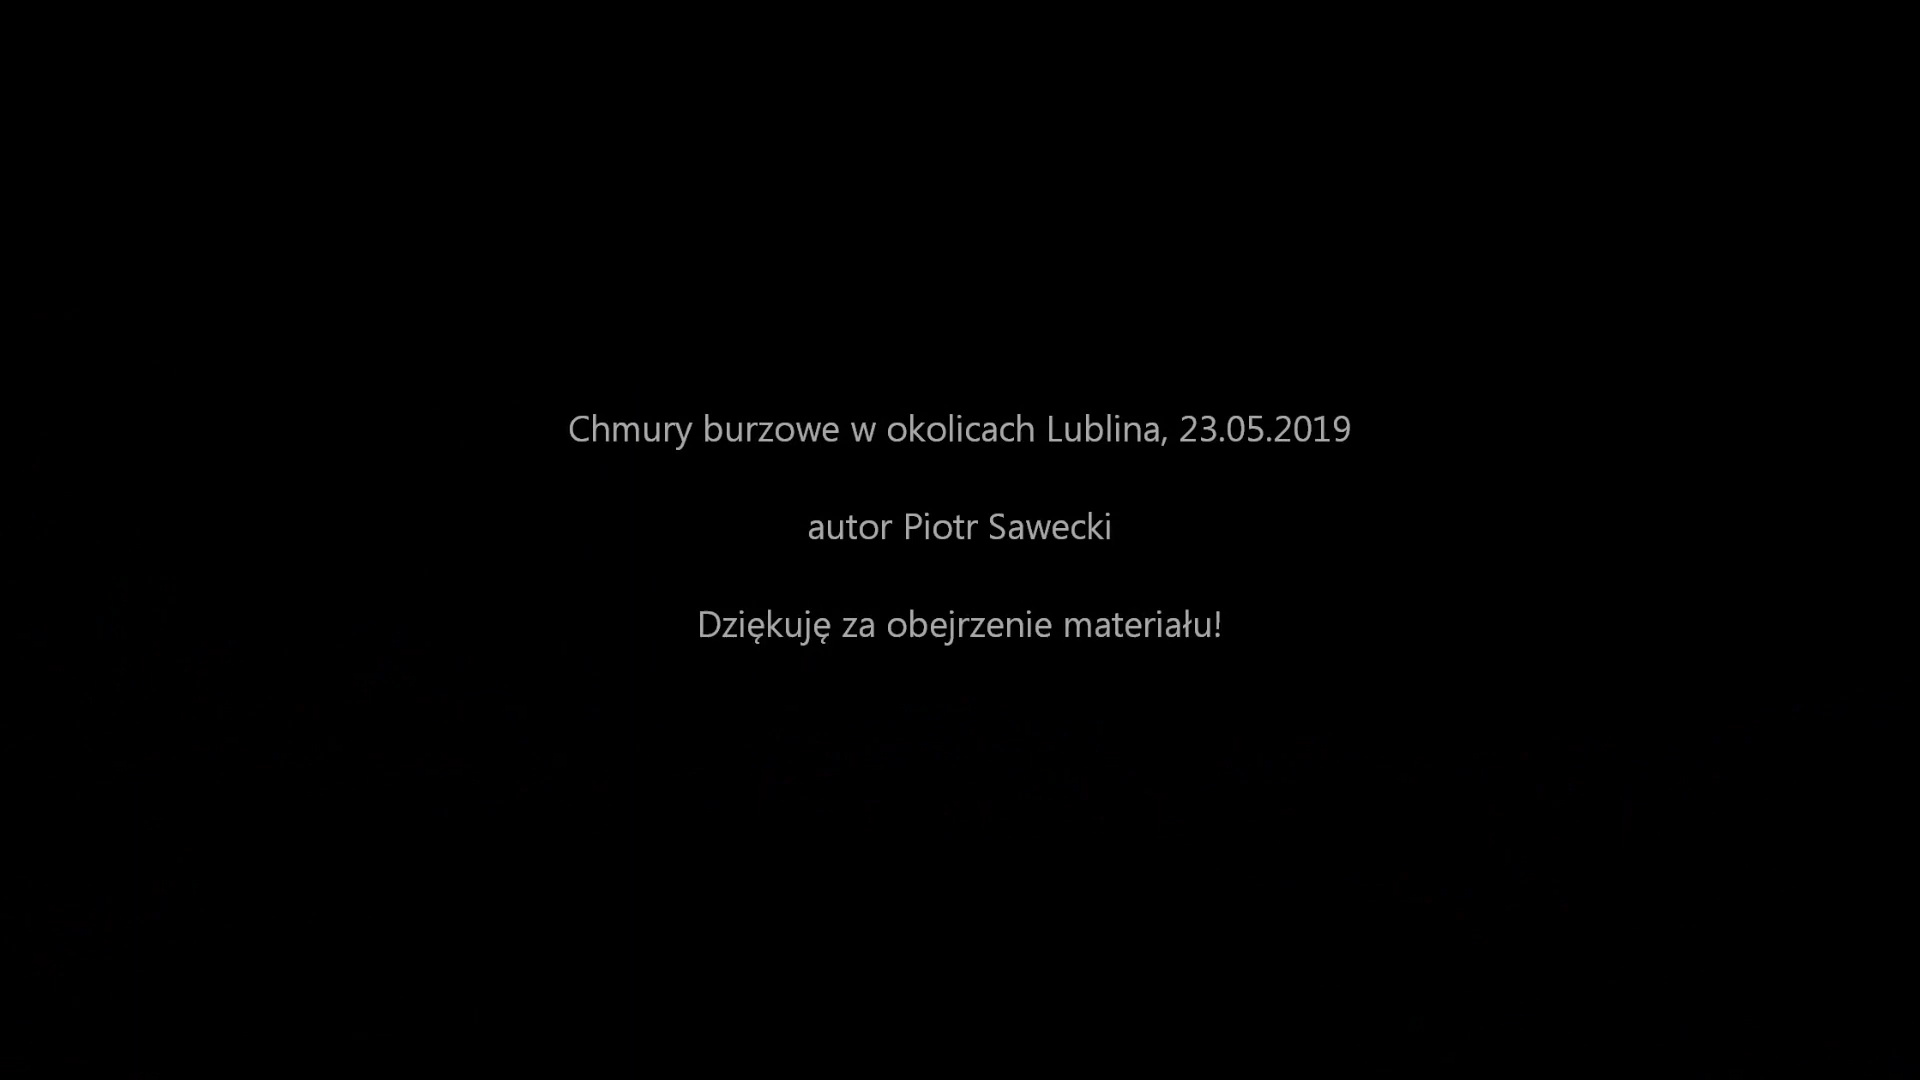 Chmury burzowe w okolicach Lublina, 23.05.2019
autor Piotr Sawecki
Dziękuję za obejrzenie materiału!